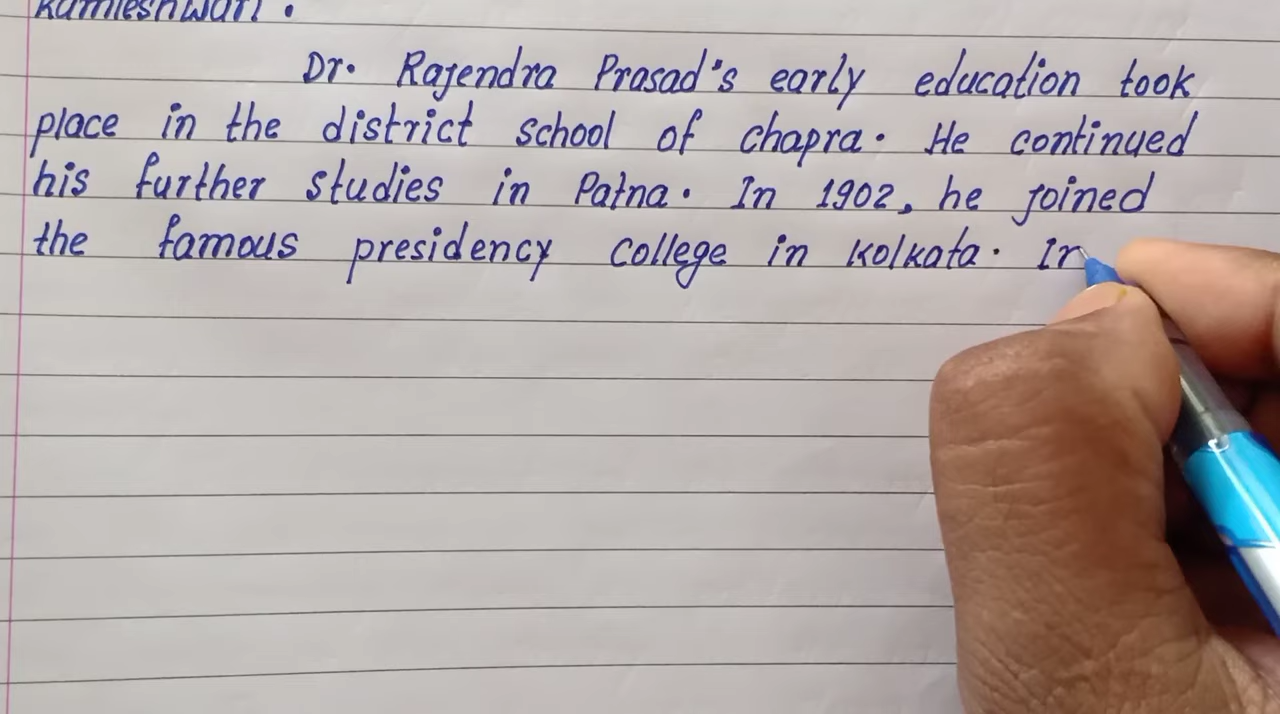 Kamleshwari.
Dr. Rajendra Prasad's early education took
place in the district school of chapra. He continued
his further studies in Patna. In 1902, he joined
the famous presidency college in Kolkata. In